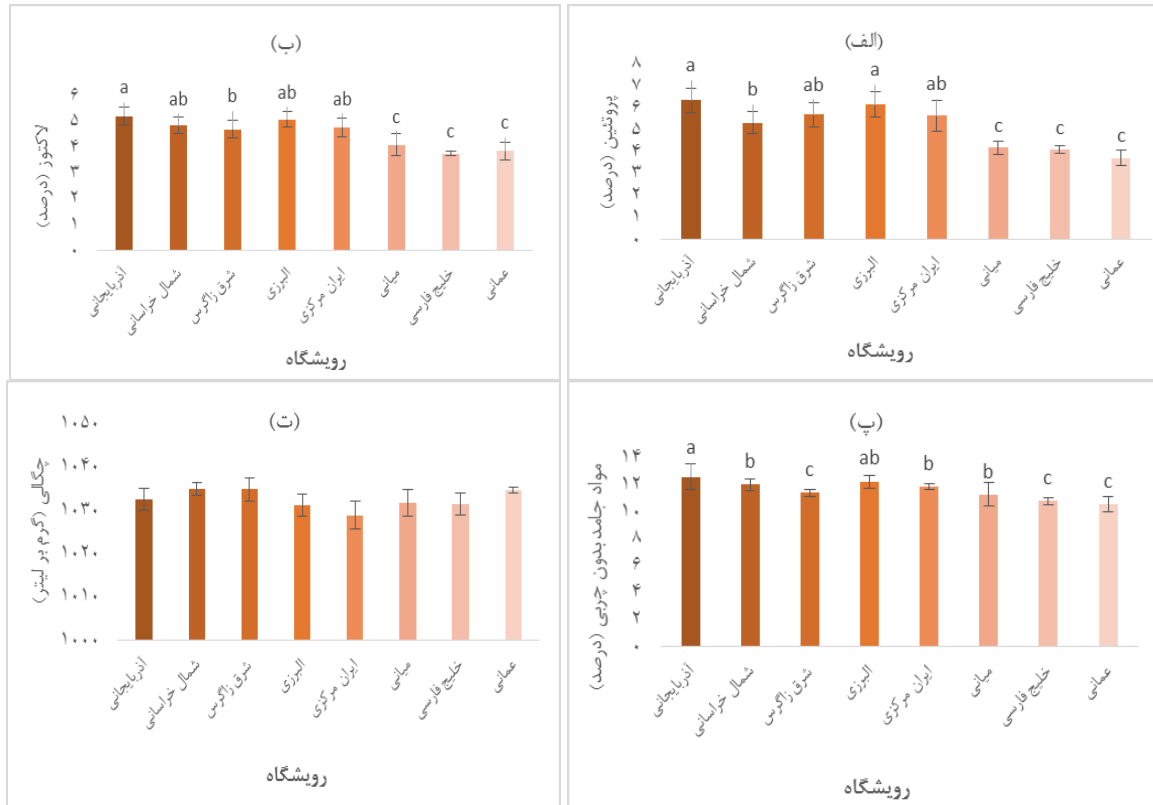 (الف)
پروتئین (درصد)
۸
۷
۶
۵
۴
۳
۲
۱
۰
a
b
ab
a
ab
c
c
c
آذربایجانی
شمال خراسانی
شرق زاگرس
البرزی
ایران مرکزی
میانی
خلیج فارسی
عمانی
رویشگاه
(ب)
لاکتوز (درصد)
۶
۵
۴
۳
۲
۱
۰
a
ab
b
ab
ab
c
c
c
آذربایجانی
شمال خراسانی
شرق زاگرس
البرزی
ایران مرکزی
میانی
خلیج فارسی
عمانی
رویشگاه
(پ)
مواد جامد بدون چربی (درصد)
۱۴
۱۲
۱۰
۸
۶
۴
۲
۰
a
b
c
ab
b
b
c
c
آذربایجانی
شمال خراسانی
شرق زاگرس
البرزی
ایران مرکزی
میانی
خلیج فارسی
عمانی
رویشگاه
(ت)
چگالی (گرم بر لیتر)
۱۰۵۰
۱۰۴۰
۱۰۳۰
۱۰۲۰
۱۰۱۰
۱۰۰۰
آذربایجانی
شمال خراسانی
شرق زاگرس
البرزی
ایران مرکزی
میانی
خلیج فارسی
عمانی
رویشگاه